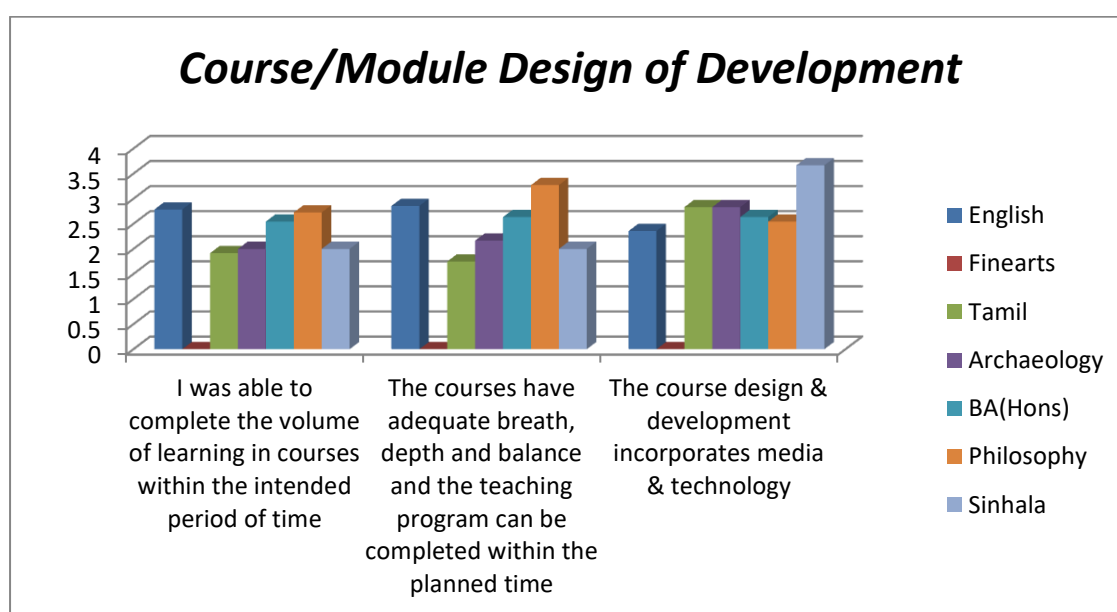 Course/Module Design of Development
4
3.5
3
2.5
2
1.5
1
0.5
0
I was able to
complete the volume
of learning in courses
within the intended
period of time
The courses have
adequate breath,
depth and balance
and the teaching
program can be
completed within the
planned time
The course design &
development
incorporates media
& technology
English
Finearts
Tamil
Archaeology
BA(Hons)
Philosophy
Sinhala